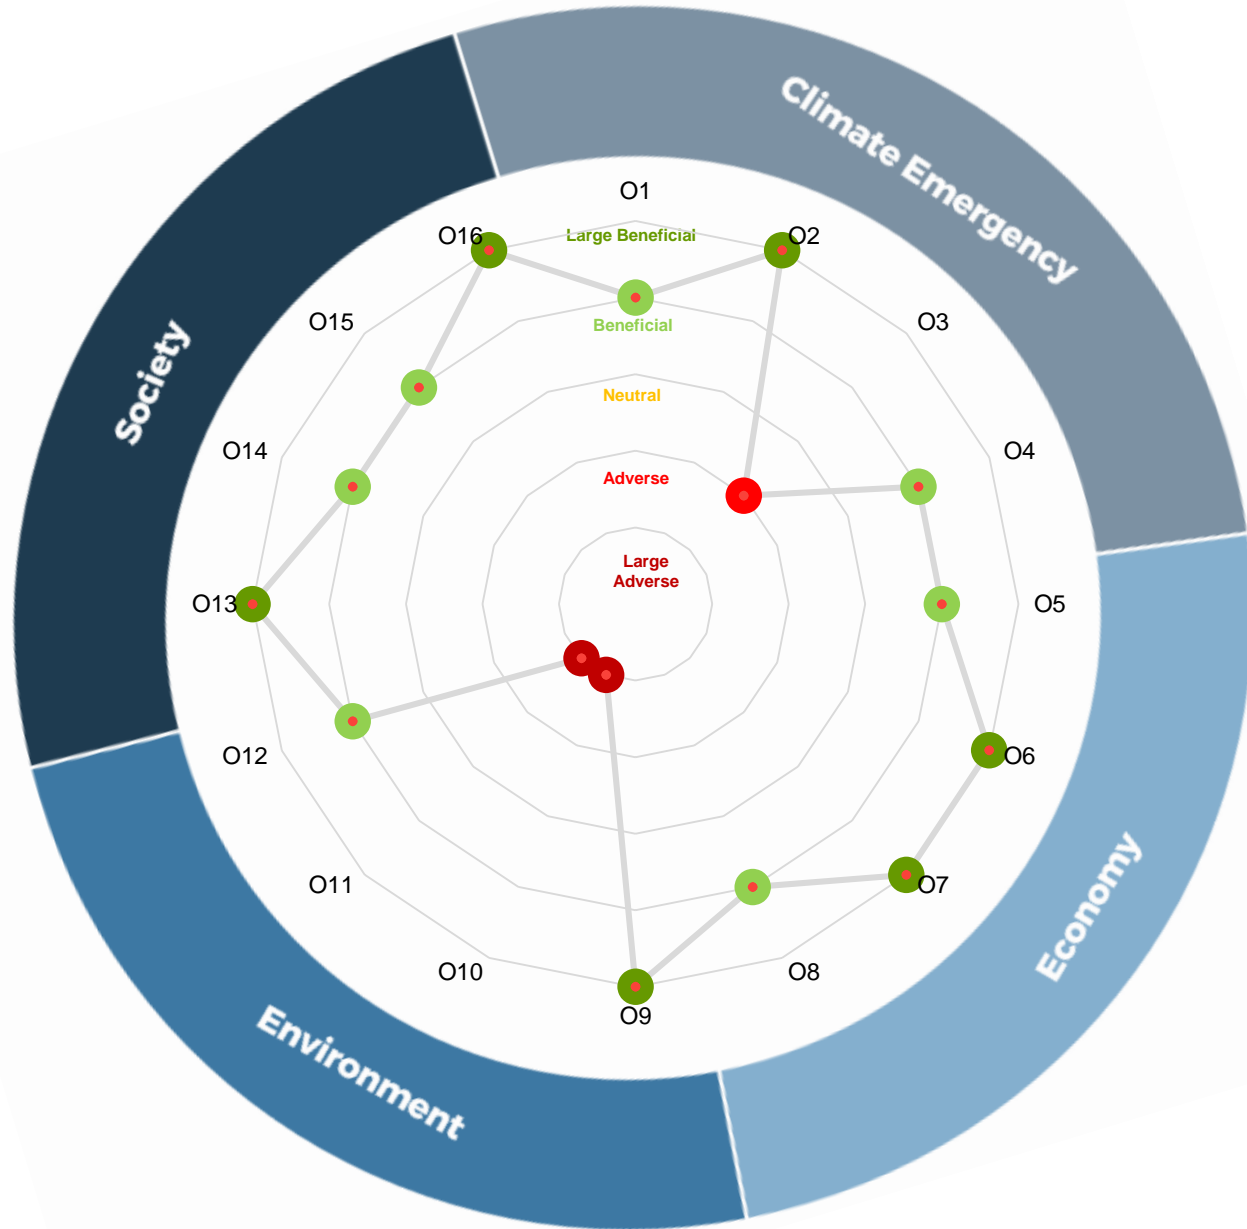 Climate Emergency
Society
O1
O16
Large Beneficial
O2
O15
O3
Beneficial
Neutral
O14
O4
Adverse
Large
Adverse
O13
O5
O12
O6
O11
O7
Economy
O10
O8
O9
Environment